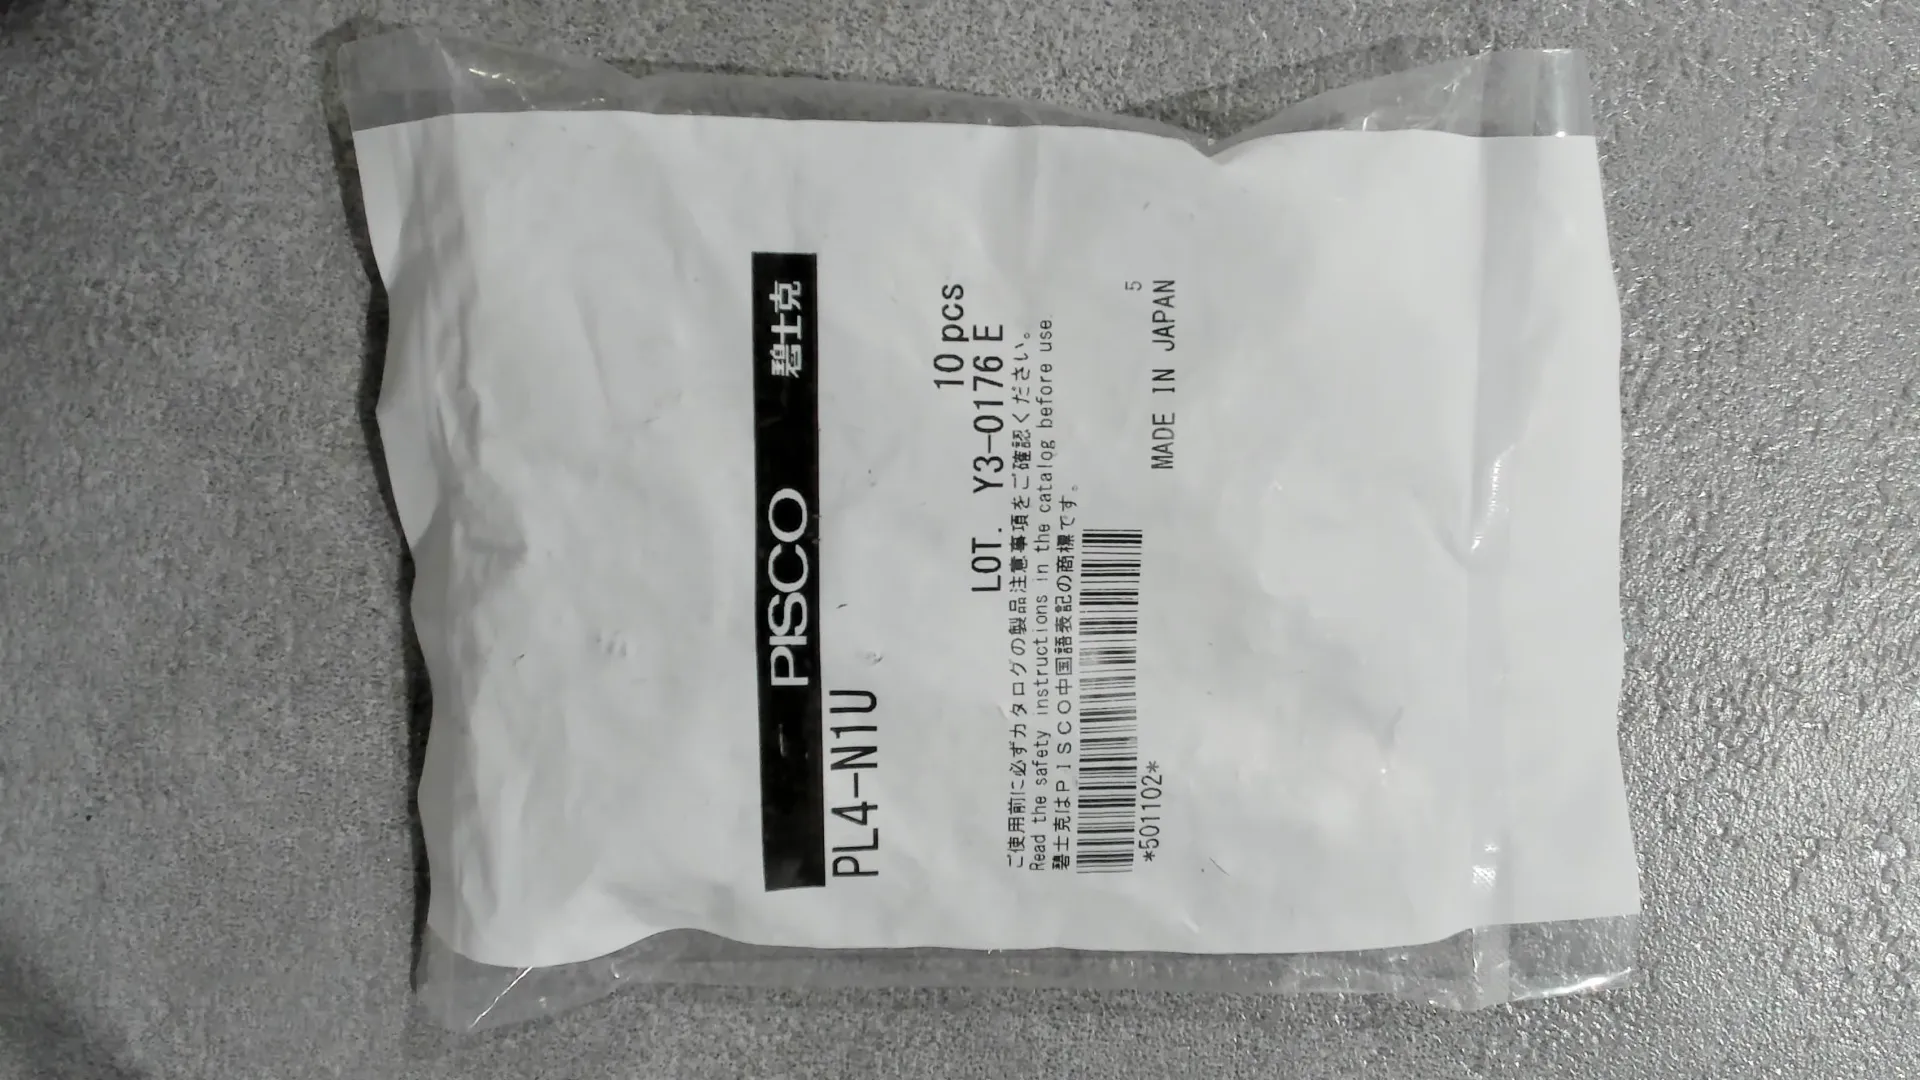 PISCO 碧士克
PL4-N1U
10 pcs
LOT. Y3-0176 E
ご使用前に必ずカタログの製品注意事項をご確認ください。
Read the safety instructions in the catalog before use.
碧士克はPISCO中国語表記の商標です。
5
*501102*
MADE IN JAPAN